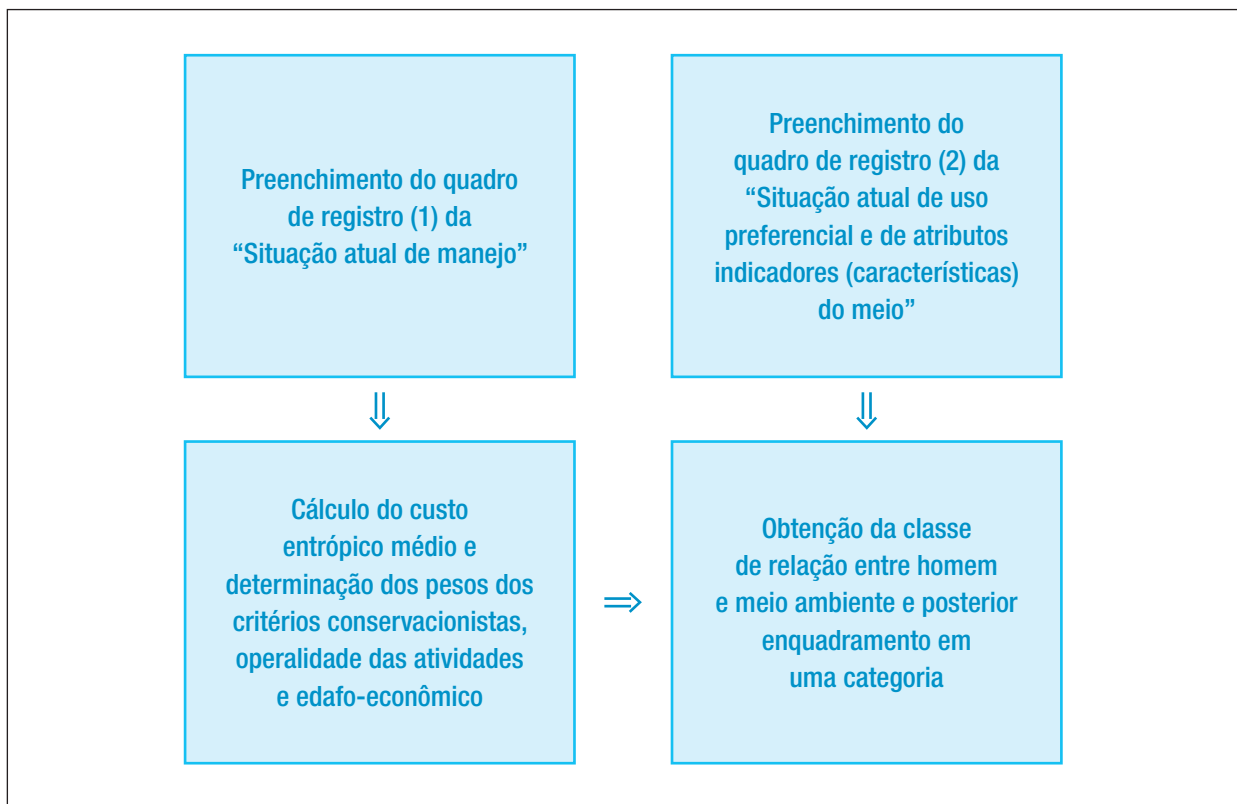 Preenchimento do quadro
de registro (1) da
“Situação atual de manejo”
Preenchimento do
quadro de registro (2) da
“Situação atual de uso
preferencial e de atributos
indicadores (características)
do meio”
⇓
⇓
Cálculo do custo
entrópico médio e
determinação dos pesos dos
critérios conservacionistas,
operalidade das atividades
e edafo-econômico
⇒
Obtenção da classe
de relação entre homem
e meio ambiente e posterior
enquadramento em
uma categoria